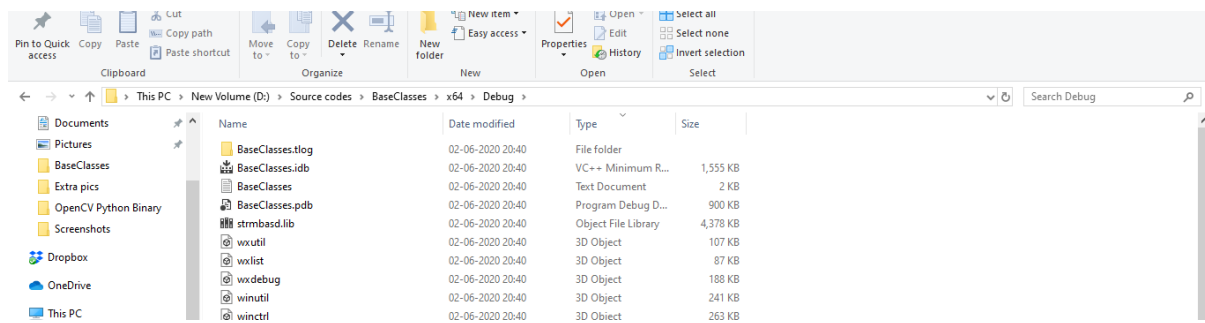 Cut
New item
Open
Select all
Copy path
Easy access
Edit
Select none
Pin to Quick access
Copy
Paste
Paste shortcut
Move to
Copy to
Delete
Rename
New folder
Properties
History
Invert selection
Clipboard
Organize
New
Open
Select
This PC > New Volume (D:) > Source codes > BaseClasses > x64 > Debug >
Search Debug
Documents
Pictures
BaseClasses
Extra pics
OpenCV Python Binary
Screenshots
Dropbox
OneDrive
This PC
Name Date modified Type Size
BaseClasses.tlog 02-06-2020 20:40 File folder
BaseClasses.idb 02-06-2020 20:40 VC++ Minimum R... 1,555 KB
BaseClasses 02-06-2020 20:40 Text Document 2 KB
BaseClasses.pdb 02-06-2020 20:40 Program Debug D... 900 KB
strmbasd.lib 02-06-2020 20:40 Object File Library 4,378 KB
wxutil 02-06-2020 20:40 3D Object 107 KB
wxlist 02-06-2020 20:40 3D Object 87 KB
wxdebug 02-06-2020 20:40 3D Object 188 KB
winutil 02-06-2020 20:40 3D Object 241 KB
winctrl 02-06-2020 20:40 3D Object 263 KB